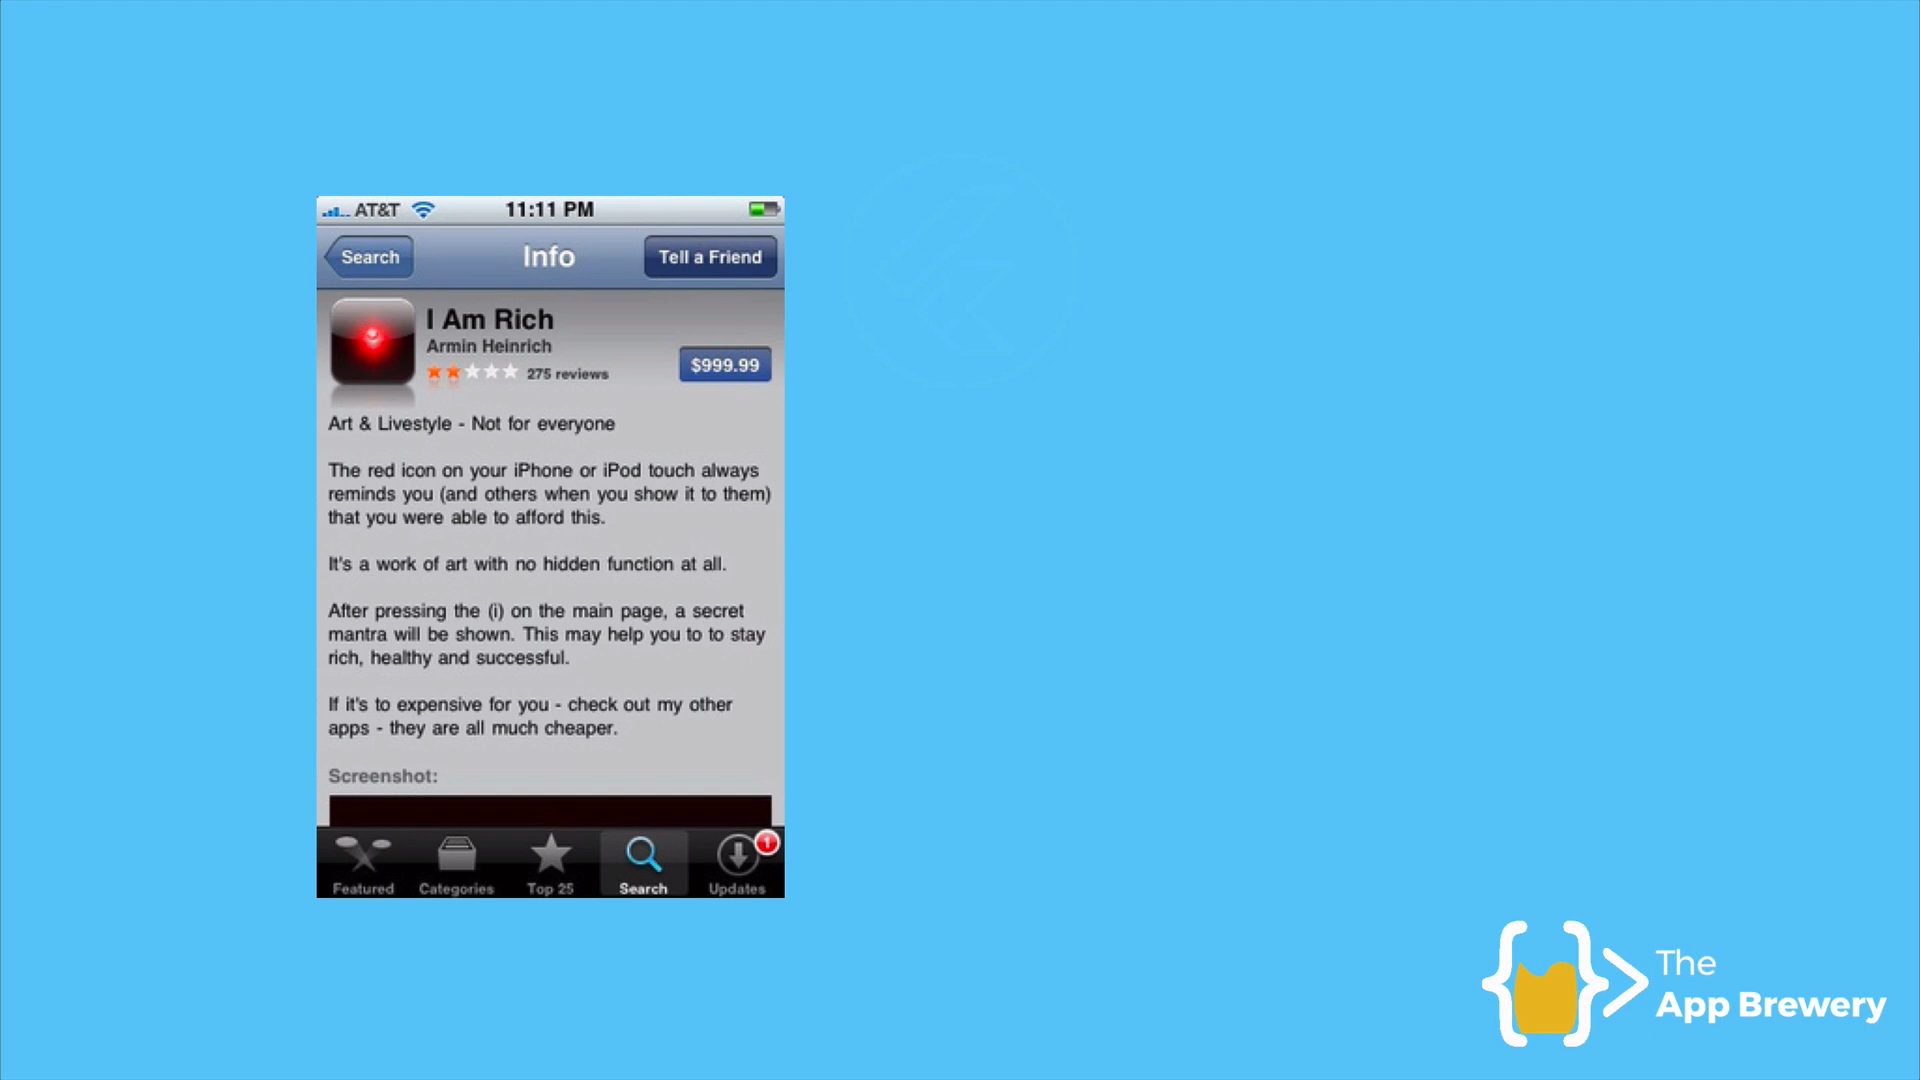 AT&T 11:11 PM
Search Info Tell a Friend
I Am Rich
Armin Heinrich
275 reviews
$999.99
Art & Livestyle - Not for everyone
The red icon on your iPhone or iPod touch always
reminds you (and others when you show it to them)
that you were able to afford this.
It's a work of art with no hidden function at all.
After pressing the (i) on the main page, a secret
mantra will be shown. This may help you to to stay
rich, healthy and successful.
If it's to expensive for you - check out my other
apps - they are all much cheaper.
Screenshot:
1
Featured Categories Top 25 Search Updates
The
App Brewery